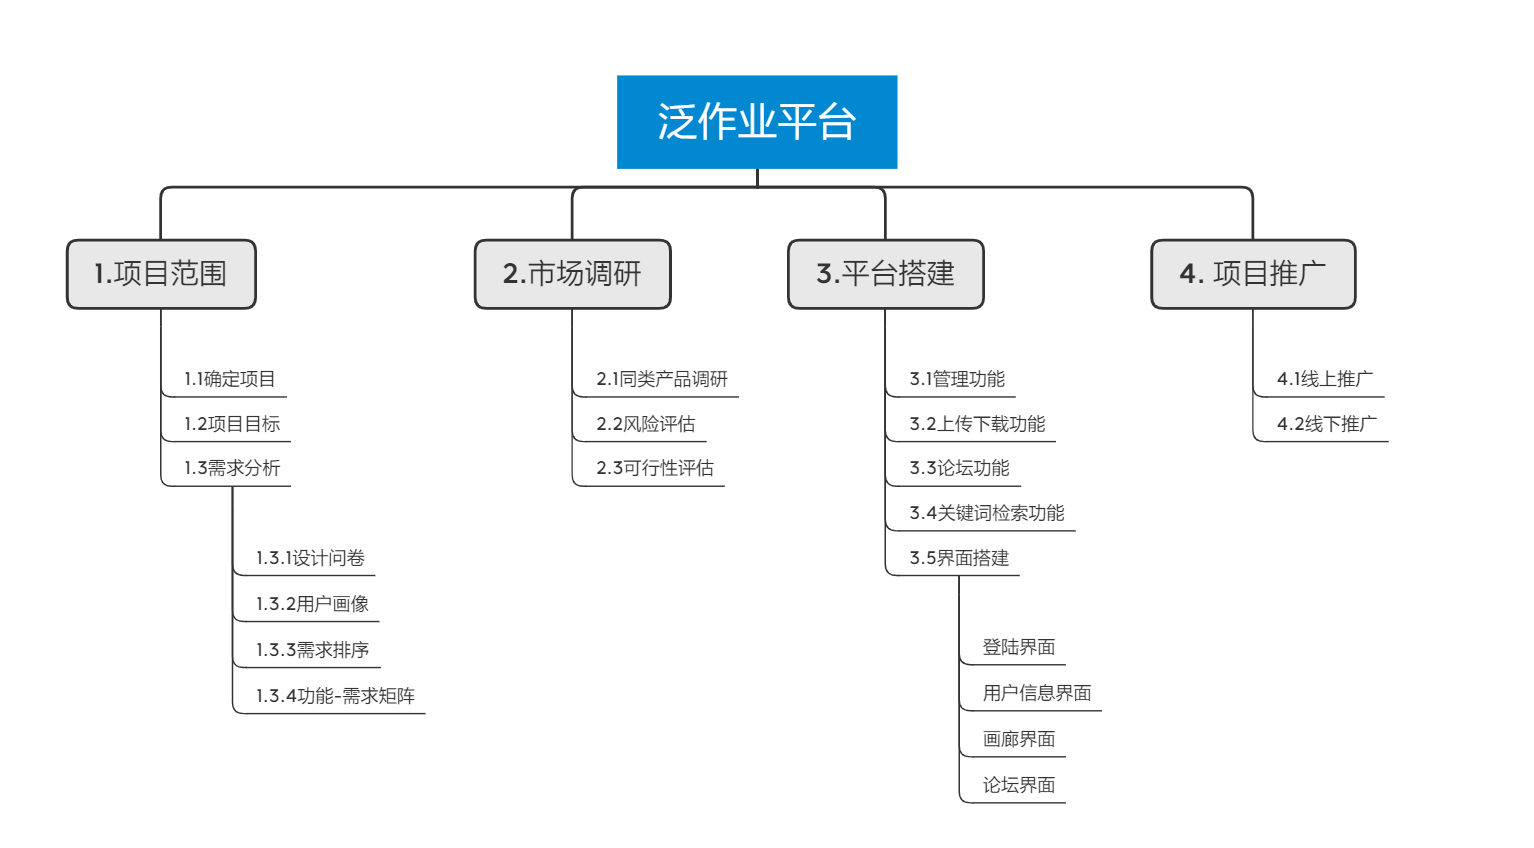 泛作业平台
1.项目范围
1.1确定项目
1.2项目目标
1.3需求分析
1.3.1设计问卷
1.3.2用户画像
1.3.3需求排序
1.3.4功能-需求矩阵
2.市场调研
2.1同类产品调研
2.2风险评估
2.3可行性评估
3.平台搭建
3.1管理功能
3.2上传下载功能
3.3论坛功能
3.4关键词检索功能
3.5界面搭建
登陆界面
用户信息界面
画廊界面
论坛界面
4. 项目推广
4.1线上推广
4.2线下推广